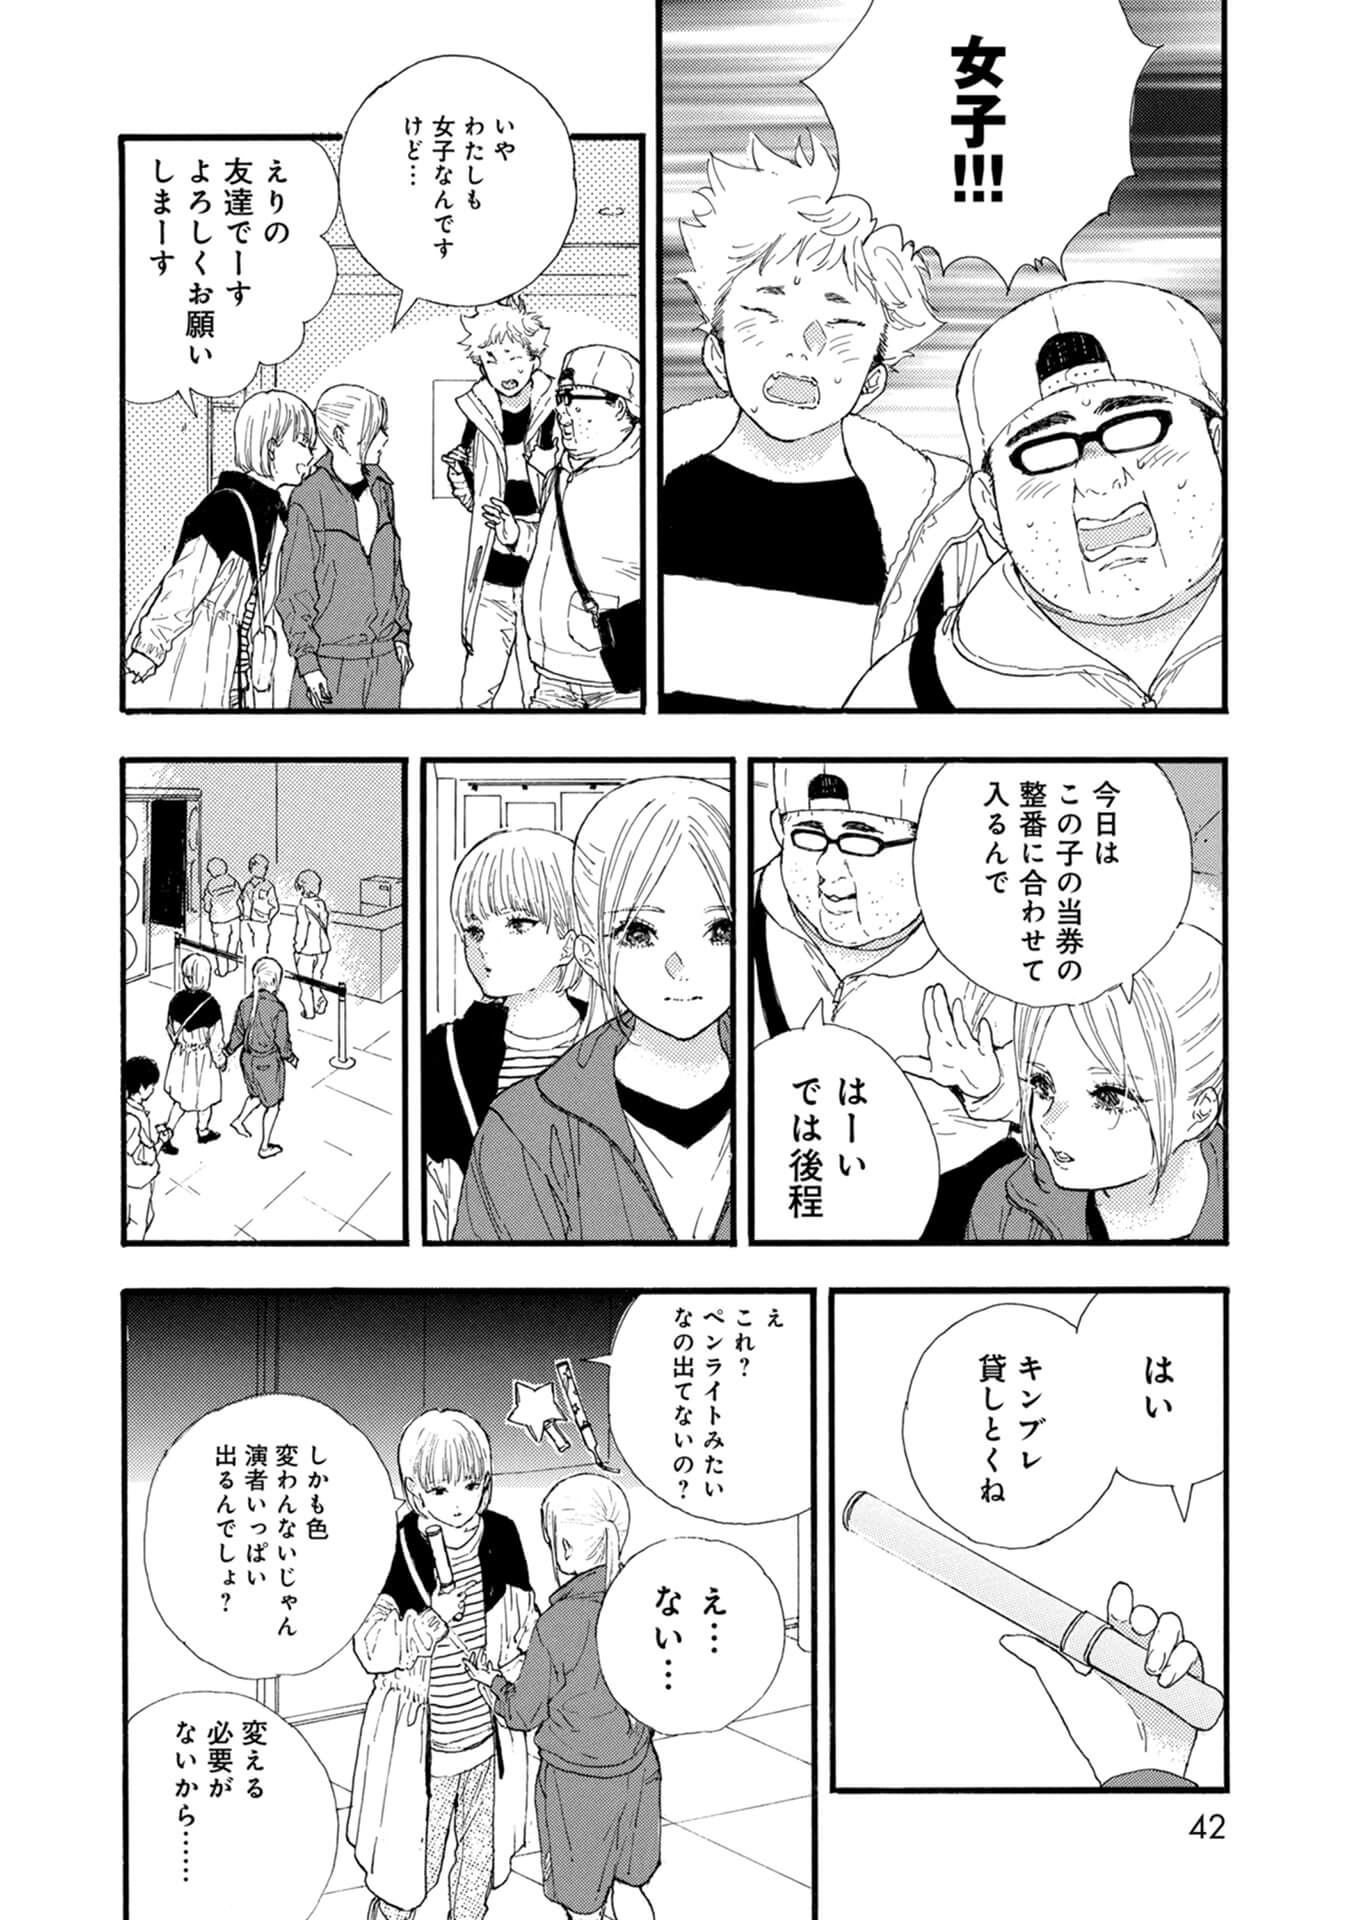 女子!!!
いや
わたしも
女子なんです
けど…
えりの
友達でーす
よろしくお願い
しまーす
今日は
この子の当券の
整番に合わせて
入るんで
はーい
では後程
はい
キンブレ
貸しとくね
え
これ?
ペンライトみたい
なの出てないの?
え…
ない…
しかも色
変わんないじゃん
演者いっぱい
出るんでしょ?
変える
必要が
ないから……
42